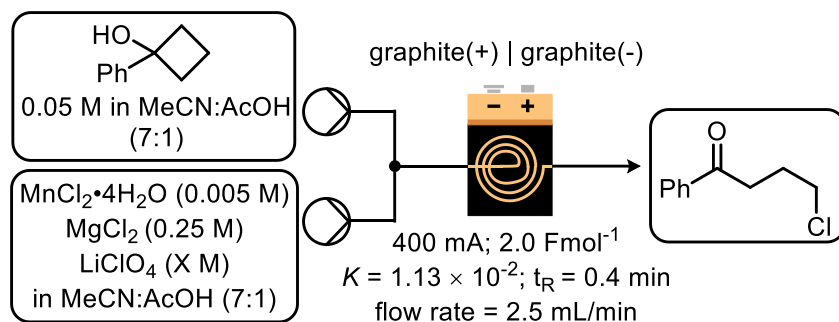 HO
Ph
0.05 M in MeCN:AcOH
(7:1)
MnCl₂•4H₂O (0.005 M)
MgCl₂ (0.25 M)
LiClO₄ (X M)
in MeCN:AcOH (7:1)
graphite(+) | graphite(-)
− +
400 mA; 2.0 Fmol⁻¹
K = 1.13 × 10⁻²; t_R = 0.4 min
flow rate = 2.5 mL/min
O
Ph
Cl